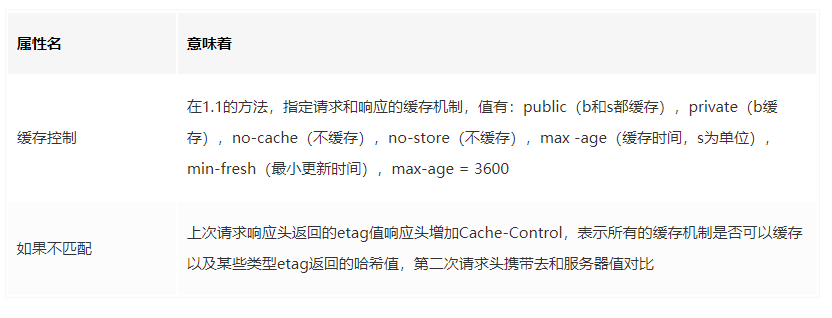 属性名
意味着
缓存控制
在1.1的方法，指定请求和响应的缓存机制，值有：public（b和s都缓存），private（b缓
存），no-cache（不缓存），no-store（不缓存），max -age（缓存时间，s为单位），
min-fresh（最小更新时间），max-age = 3600
如果不匹配
上次请求响应头返回的etag值响应头增加Cache-Control，表示所有的缓存机制是否可以缓存
以及某些类型etag返回的哈希值，第二次请求头携带去和服务器值对比